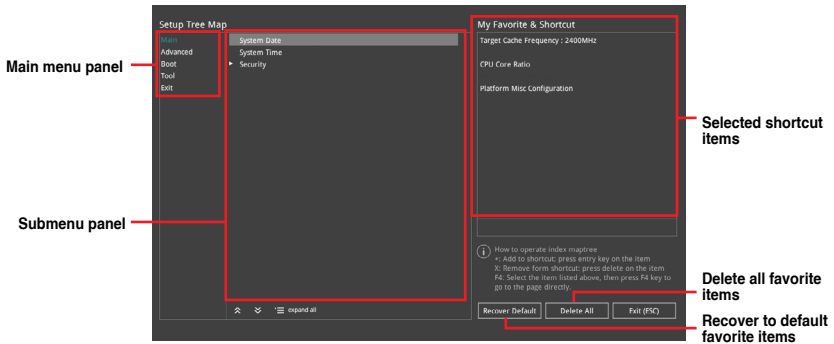 Setup Tree Map
My Favorite & Shortcut
Main
Advanced
Boot
Tool
Exit
System Date
System Time
Security
Target Cache Frequency : 2400MHz
CPU Core Ratio
Platform Misc Configuration
Main menu panel
Submenu panel
Selected shortcut
items
How to operate index maptree
+: Add to shortcut: press entry key on the item
X: Remove form shortcut: press delete on the item
F4: Select the item listed above, then press F4 key to
go to the page directly.
expand all
Recover Default
Delete All
Exit (ESC)
Delete all favorite
items
Recover to default
favorite items